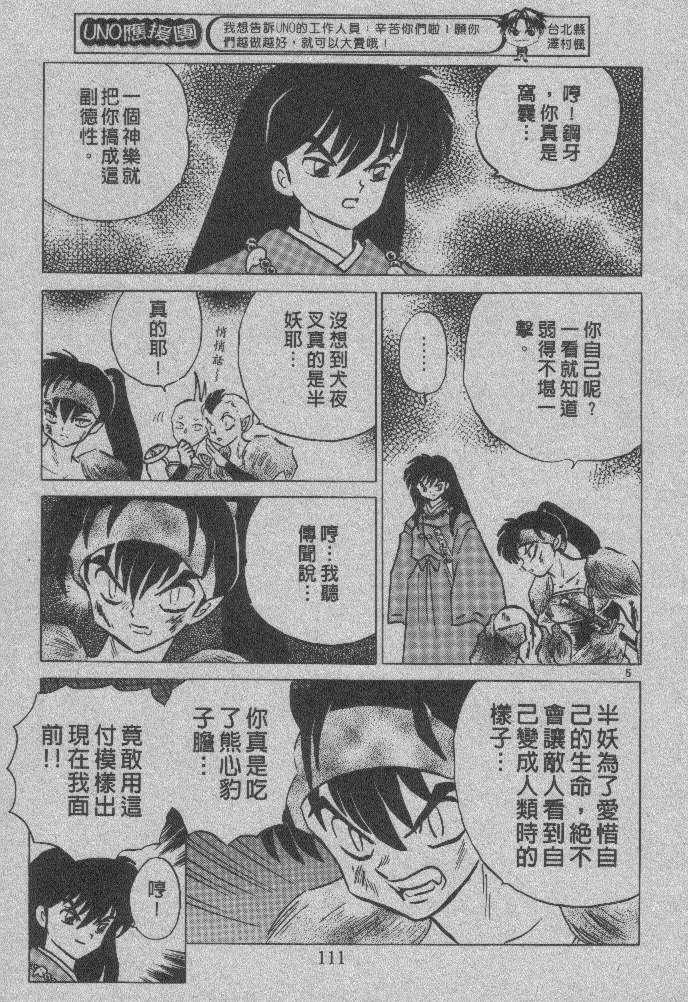 UNO應援團
我想告訴UNO的工作人員：辛苦你們啦！願你
們越做越好，就可以大賣哦！
台北縣
澤村楓
哼！鋼牙
，你真是
窩囊…
一個神樂就
把你搞成這
副德性。
你自己呢？
一看就知道
弱得不堪一
擊。
……
沒想到犬夜
叉真的是半
妖耶…
悄悄話～
真的耶！
哼…我聽
傳聞說…
5
半妖為了愛惜自
己的生命，絕不
會讓敵人看到自
己變成人類時的
樣子…
你真是吃
了熊心豹
子膽…
竟敢用這
付模樣出
現在我面
前!!
哼！
111